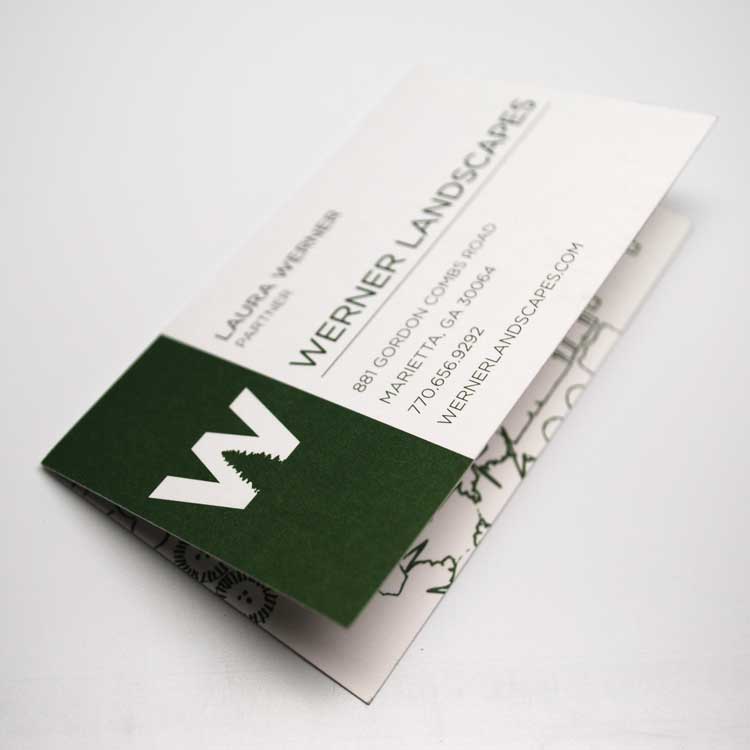 LAURA WERNER
PARTNER
WERNER LANDSCAPES
881 GORDON COMBS ROAD
MARIETTA, GA 30064
770.656.9292
WERNERLANDSCAPES.COM
W